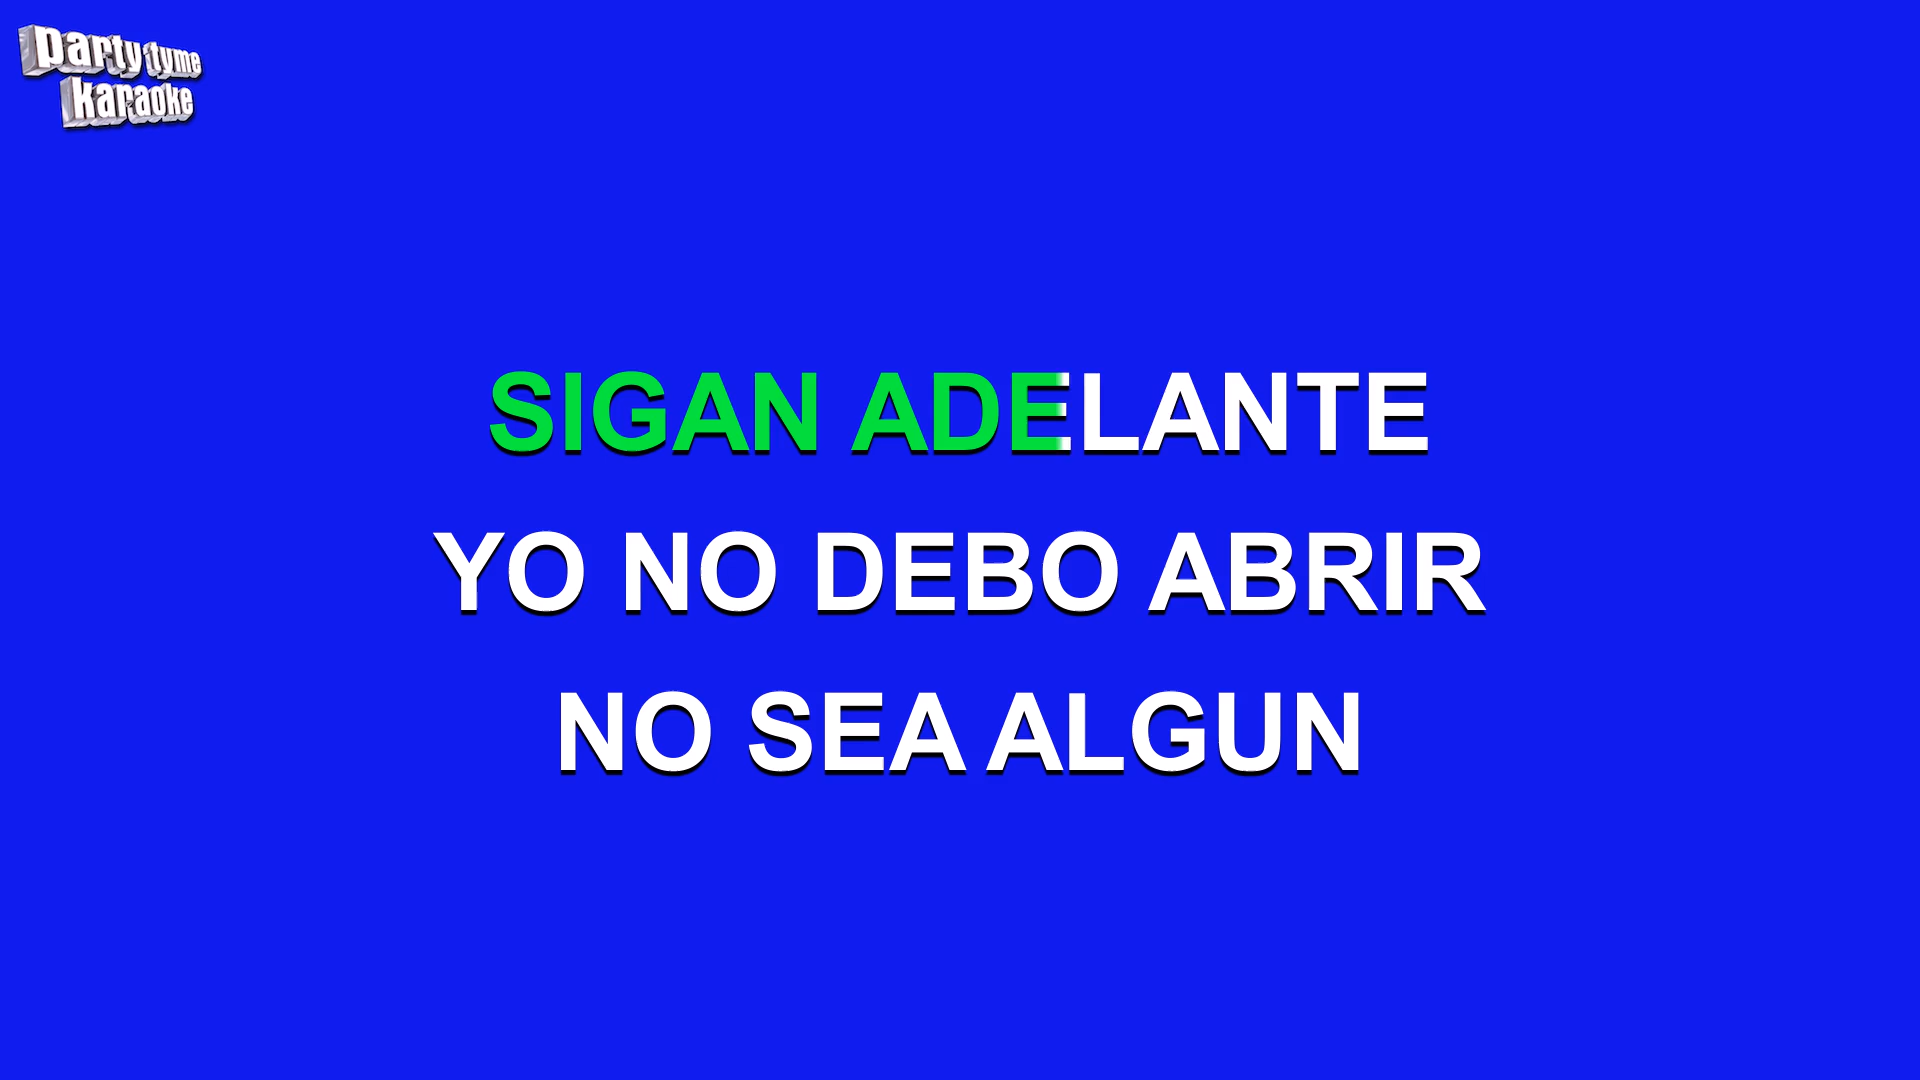 party tyme
karaoke
SIGAN ADELANTE
YO NO DEBO ABRIR
NO SEA ALGUN